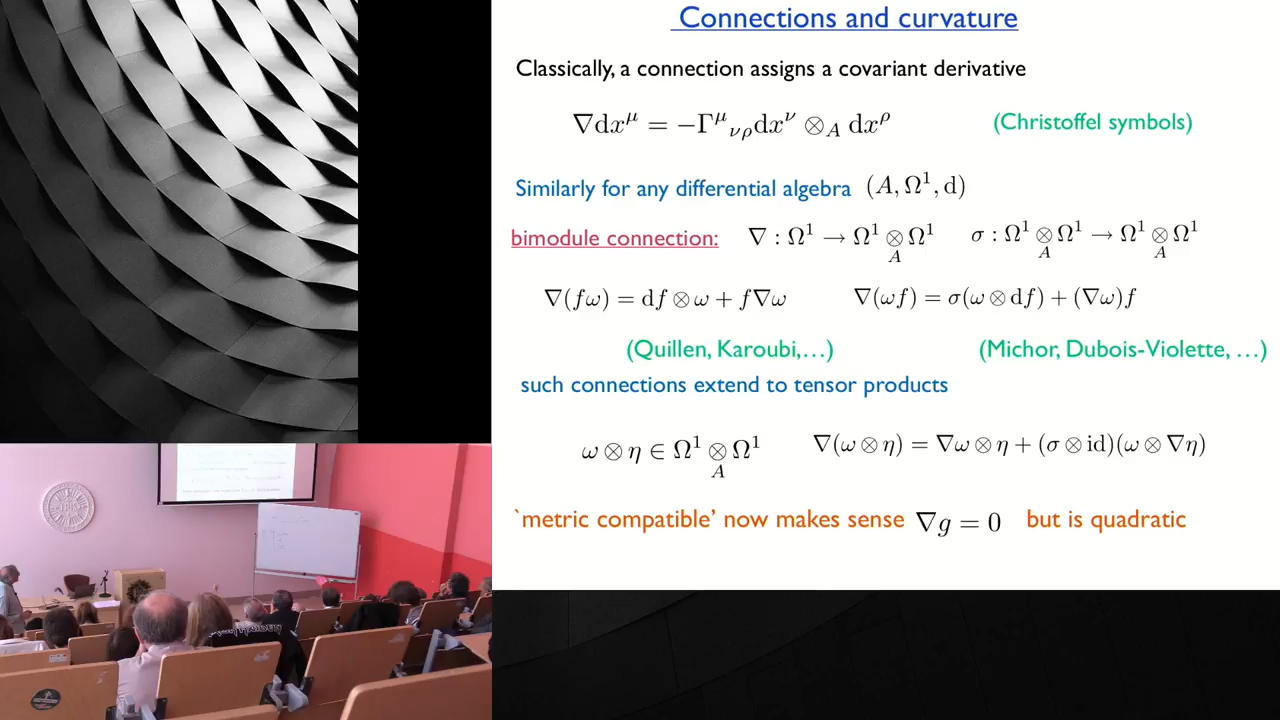 Connections and curvature
Classically, a connection assigns a covariant derivative
∇dx^μ = −Γ^μ_{νρ}dx^ν ⊗_A dx^ρ (Christoffel symbols)
Similarly for any differential algebra (A, Ω^1, d)
bimodule connection: ∇ : Ω^1 → Ω^1 ⊗_A Ω^1 σ : Ω^1 ⊗_A Ω^1 → Ω^1 ⊗_A Ω^1
∇(fω) = df ⊗ ω + f∇ω ∇(ωf) = σ(ω ⊗ df) + (∇ω)f
(Quillen, Karoubi,…) (Michor, Dubois-Violette, …)
such connections extend to tensor products
ω ⊗ η ∈ Ω^1 ⊗_A Ω^1 ∇(ω ⊗ η) = ∇ω ⊗ η + (σ ⊗ id)(ω ⊗ ∇η)
`metric compatible’ now makes sense ∇g = 0 but is quadratic